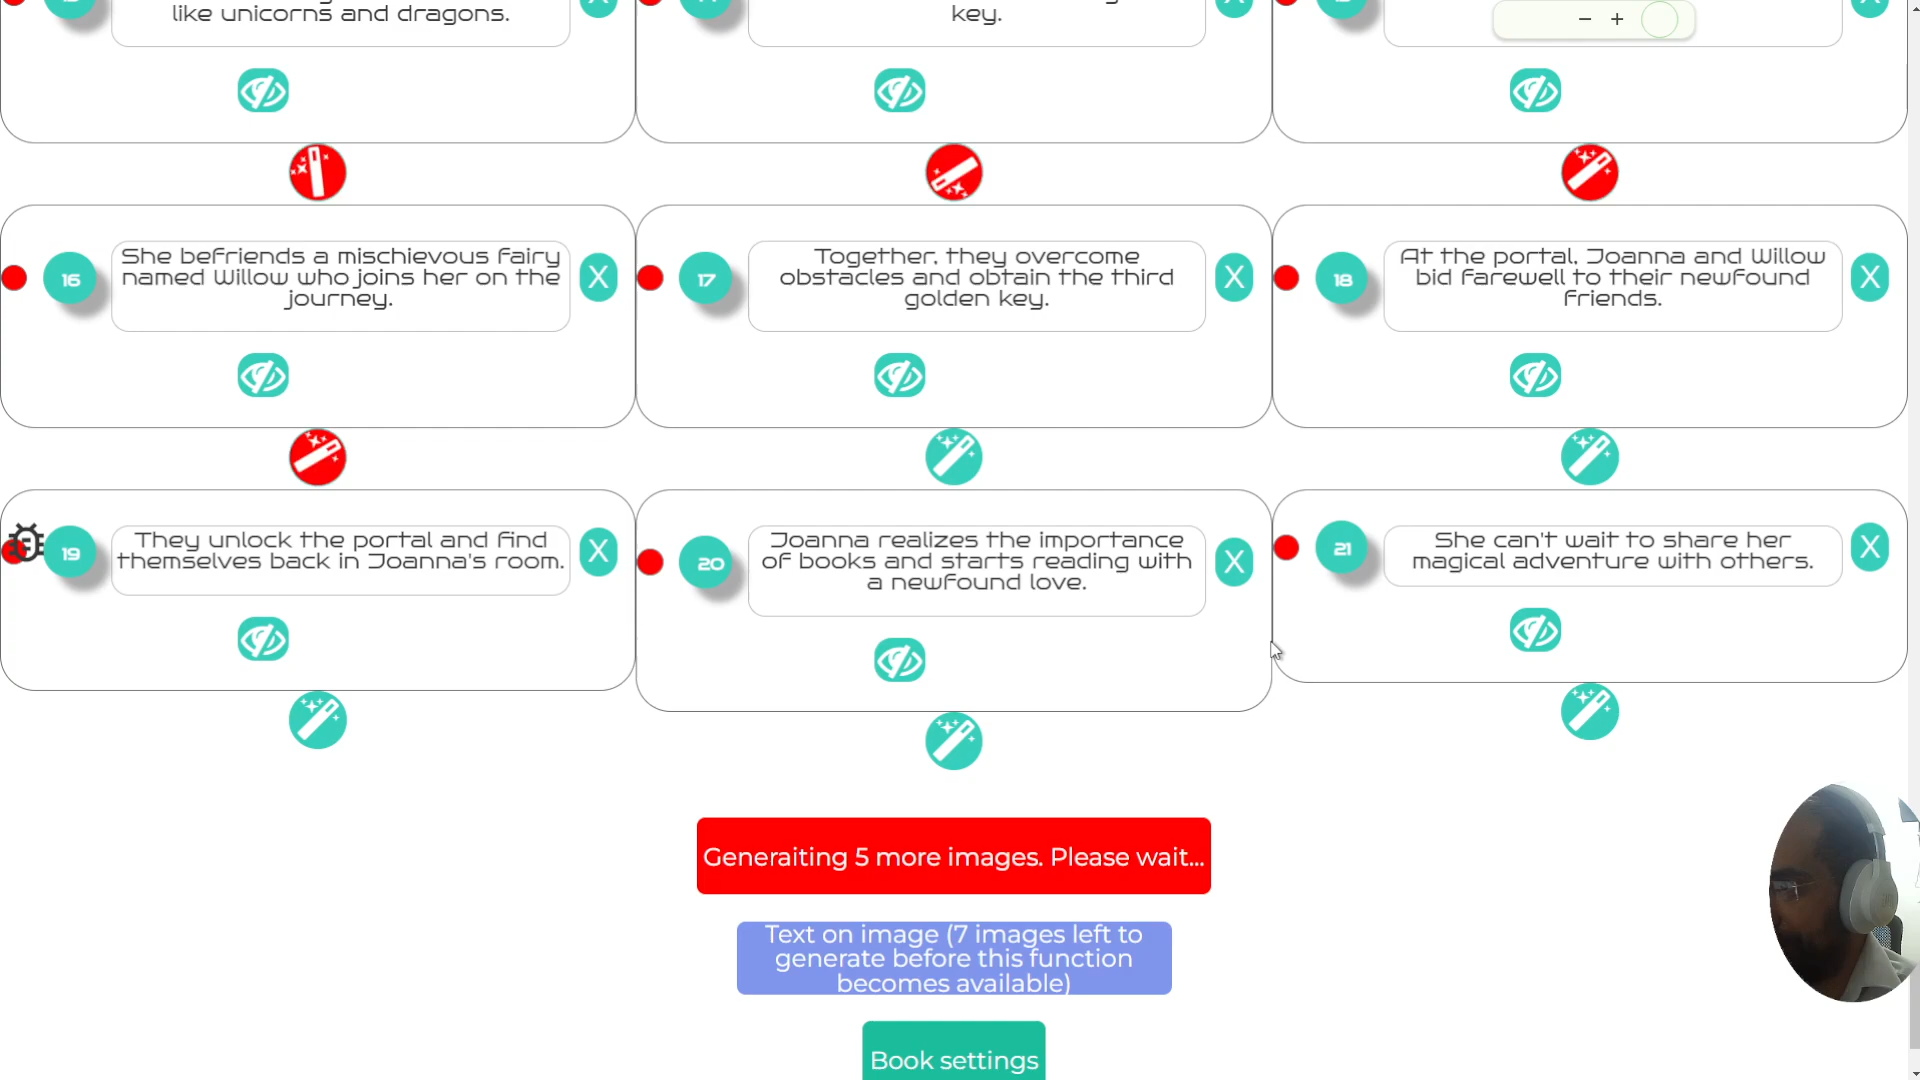 like unicorns and dragons.
key.
− +
16
She befriends a mischievous fairy
named Willow who joins her on the
journey.
X
17
Together, they overcome
obstacles and obtain the third
golden key.
X
18
At the portal, Joanna and Willow
bid farewell to their newfound
friends.
X
19
They unlock the portal and find
themselves back in Joanna's room.
X
20
Joanna realizes the importance
of books and starts reading with
a newfound love.
X
21
She can't wait to share her
magical adventure with others.
X
Generaiting 5 more images. Please wait...
Text on image (7 images left to
generate before this function
becomes available)
Book settings